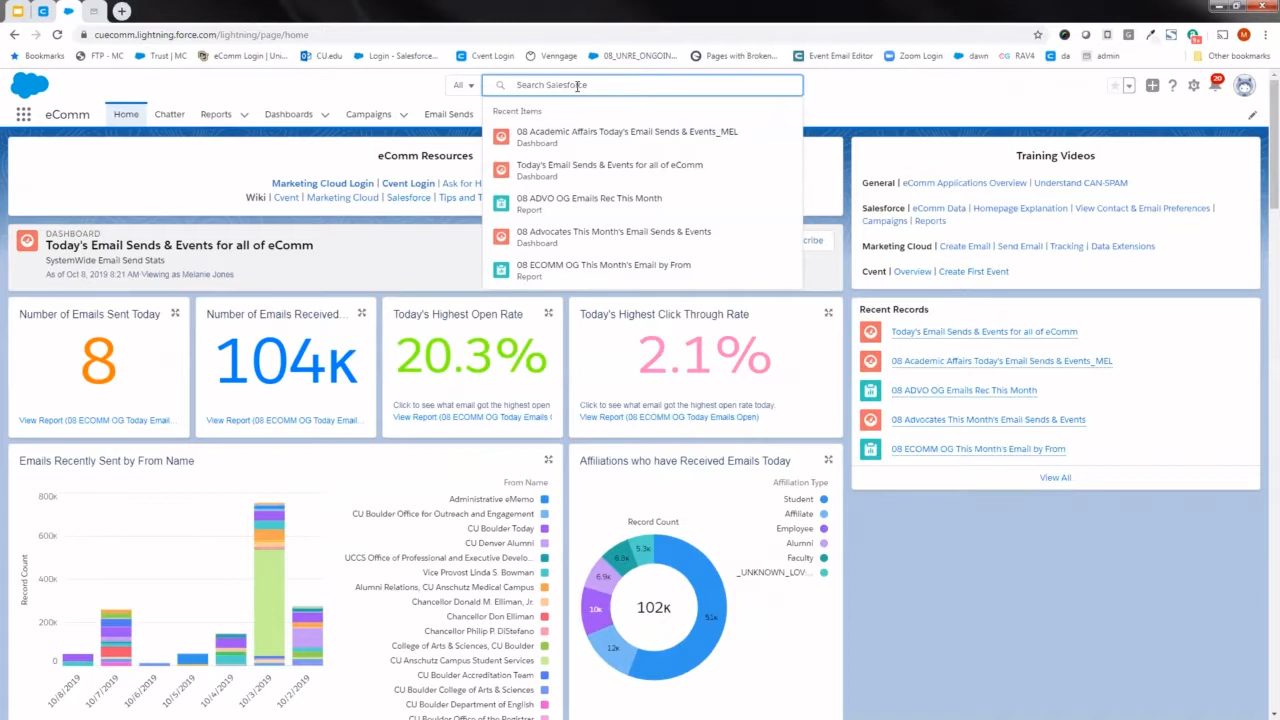 cuecomm.lightning.force.com/lightning/page/home
Bookmarks FTP - MC Trust | MC eComm Login | Uni... CU.edu Login - Salesforce... Cvent Login Venngage 08_UNRE_ONGOIN... Pages with Broken... Event Email Editor Zoom Login dawn RAV4 da admin Other bookmarks
All Search Salesforce 20
eComm Home Chatter Reports Dashboards Campaigns Email Sends
Recent Items
08 Academic Affairs Today's Email Sends & Events_MEL
Dashboard
Today's Email Sends & Events for all of eComm
Dashboard
08 ADVO OG Emails Rec This Month
Report
08 Advocates This Month's Email Sends & Events
Dashboard
08 ECOMM OG This Month's Email by From
Report
eComm Resources
Marketing Cloud Login | Cvent Login | Ask for H
Wiki | Cvent | Marketing Cloud | Salesforce | Tips and T
DASHBOARD
Today's Email Sends & Events for all of eComm
SystemWide Email Send Stats
As of Oct 8, 2019 8:21 AM·Viewing as Melanie Jones
cribe
Training Videos
General | eComm Applications Overview | Understand CAN-SPAM
Salesforce | eComm Data | Homepage Explanation | View Contact & Email Preferences |
Campaigns | Reports
Marketing Cloud | Create Email | Send Email | Tracking | Data Extensions
Cvent | Overview | Create First Event
Number of Emails Sent Today
8
View Report (08 ECOMM OG Today Email...
Number of Emails Received...
104K
View Report (08 ECOMM OG Today Email...
Today's Highest Open Rate
20.3%
Click to see what email got the highest open
View Report (08 ECOMM OG Today Emails (
Today's Highest Click Through Rate
2.1%
Click to see what email got the highest open rate today.
View Report (08 ECOMM OG Today Emails Open)
Recent Records
Today's Email Sends & Events for all of eComm
08 Academic Affairs Today's Email Sends & Events_MEL
08 ADVO OG Emails Rec This Month
08 Advocates This Month's Email Sends & Events
08 ECOMM OG This Month's Email by From
View All
Emails Recently Sent by From Name
Record Count
800K
600K
400K
200K
0
10/8/2019 10/7/2019 10/6/2019 10/5/2019 10/4/2019 10/3/2019 10/2/2019
From Name
Administrative eMemo
CU Boulder Office for Outreach and Engagement
CU Boulder Today
CU Denver Alumni
UCCS Office of Professional and Executive Develo...
Vice Provost Linda S. Bowman
Alumni Relations, CU Anschutz Medical Campus
Chancellor Donald M. Elliman, Jr.
Chancellor Don Elliman
Chancellor Philip P. DiStefano
College of Arts & Sciences, CU Boulder
CU Anschutz Campus Student Services
CU Boulder Accreditation Team
CU Boulder College of Arts & Sciences
CU Boulder Department of English
CU Boulder Office of the Registrar
Affiliations who have Received Emails Today
Affiliation Type
Student
Affiliate
Employee
Alumni
Faculty
_UNKNOWN_LOV...
Record Count
5.3K
6.9K
10K
12K
51K
102K